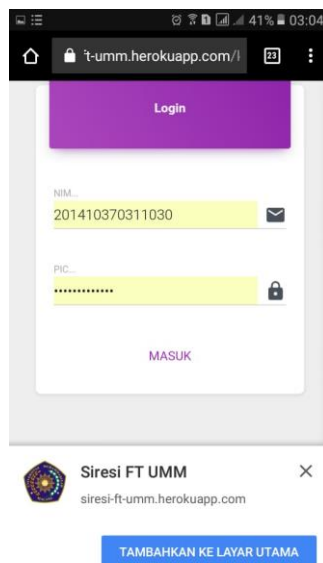 41% 03:04
't-umm.herokuapp.com/l
23
Login
NIM...
201410370311030
PIC...
•••••••••••••
MASUK
Siresi FT UMM
siresi-ft-umm.herokuapp.com
TAMBAHKAN KE LAYAR UTAMA